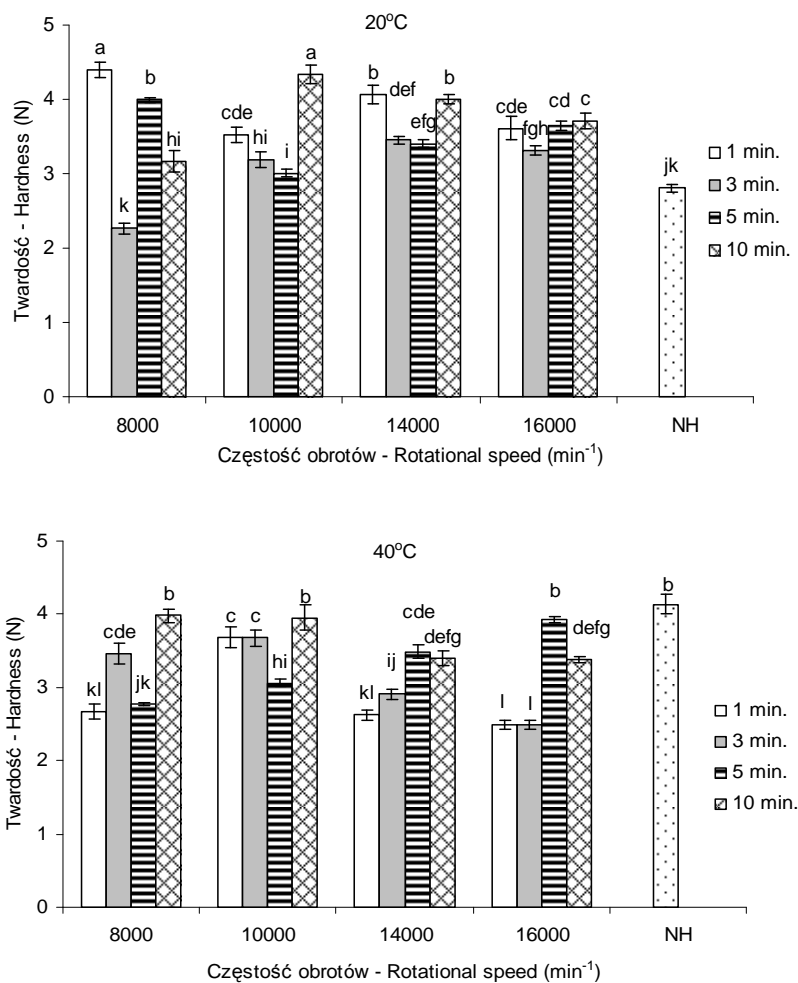 20°C
Twardość - Hardness (N)
5
4
3
2
1
0
a
k
b
hi
cde
hi
i
a
b
def
efg
b
cde
fgh
cd
c
jk
1 min.
3 min.
5 min.
10 min.
8000 10000 14000 16000 NH
Częstość obrotów - Rotational speed (min⁻¹)
40°C
Twardość - Hardness (N)
5
4
3
2
1
0
kl
cde
jk
b
c
c
hi
b
kl
ij
cde
defg
l
l
b
defg
b
1 min.
3 min.
5 min.
10 min.
8000 10000 14000 16000 NH
Częstość obrotów - Rotational speed (min⁻¹)